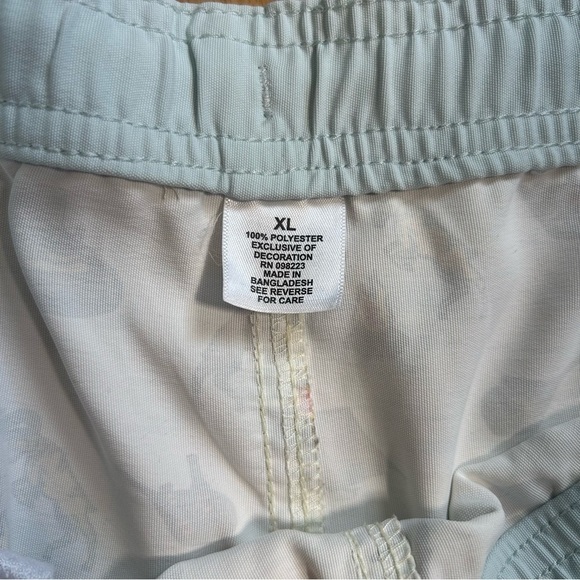 XL
100% POLYESTER
EXCLUSIVE OF
DECORATION
RN 098223
MADE IN
BANGLADESH
SEE REVERSE
FOR CARE